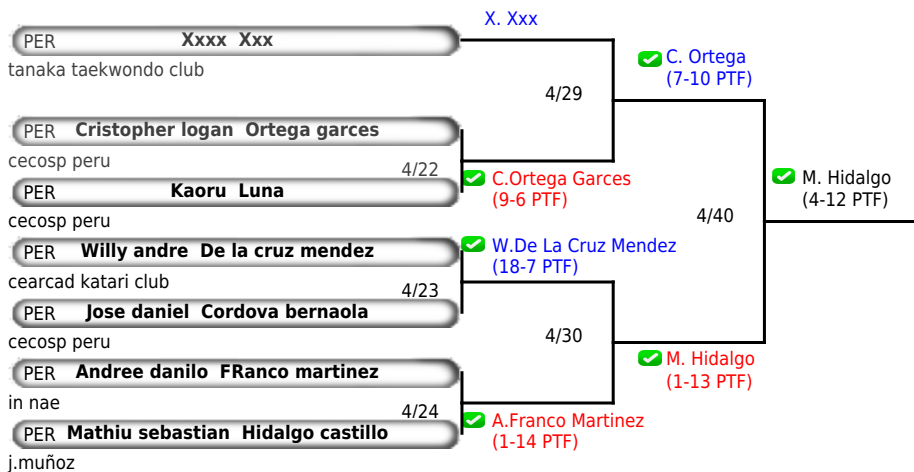 X. Xxx
PER Xxxx Xxx
tanaka taekwondo club
C. Ortega
(7-10 PTF)
4/29
PER Cristopher logan Ortega garces
cecosp peru
4/22
C.Ortega Garces
(9-6 PTF)
PER Kaoru Luna
cecosp peru
M. Hidalgo
(4-12 PTF)
4/40
PER Willy andre De la cruz mendez
cearcad katari club
W.De La Cruz Mendez
(18-7 PTF)
4/23
PER Jose daniel Cordova bernaola
cecosp peru
4/30
M. Hidalgo
(1-13 PTF)
PER Andree danilo FRanco martinez
in nae
4/24
A.Franco Martinez
(1-14 PTF)
PER Mathiu sebastian Hidalgo castillo
j.muñoz